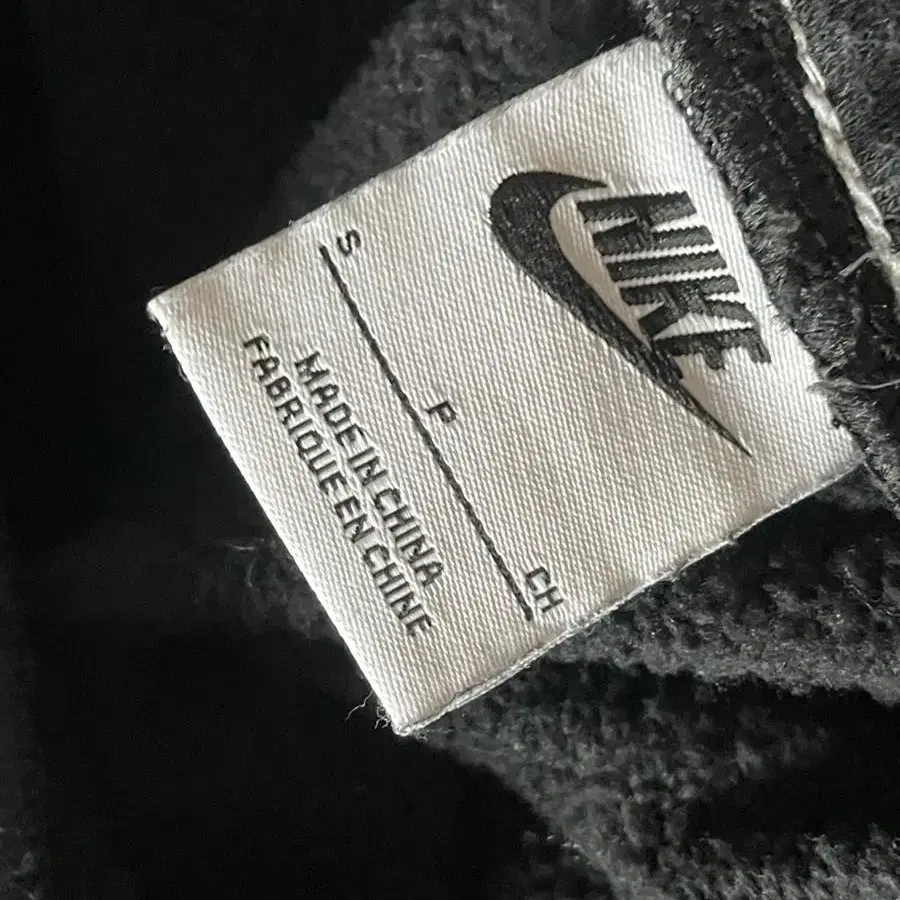 NIKE
S P CH
MADE IN CHINA
FABRIQUE EN CHINE